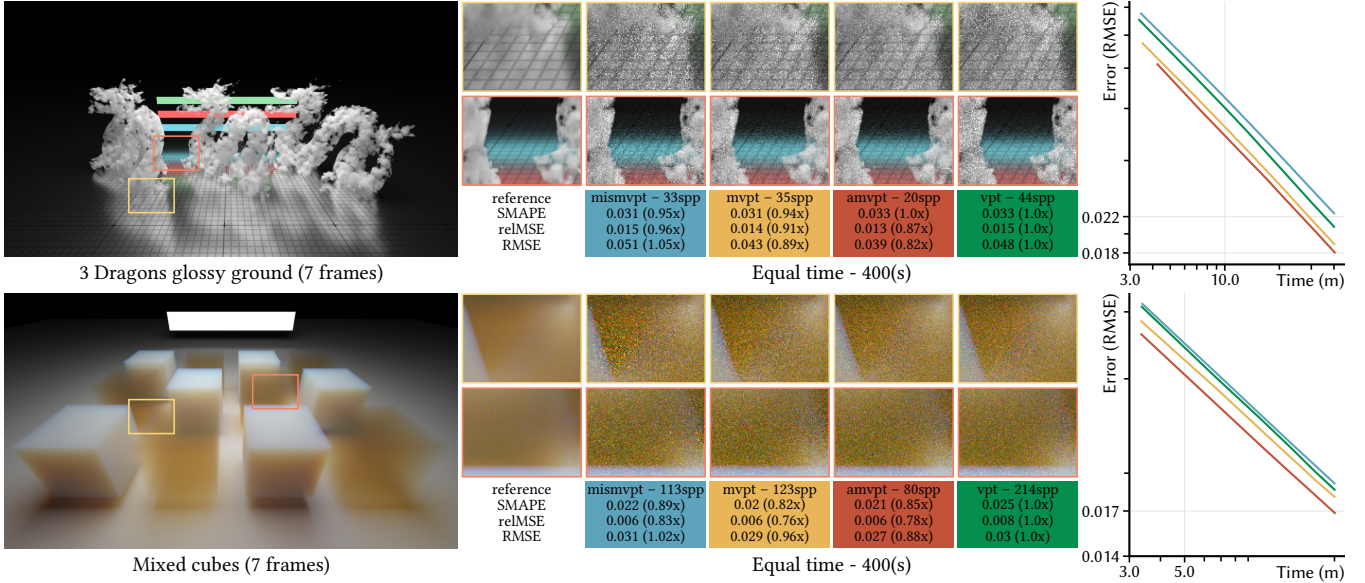 reference
SMAPE
relMSE
RMSE
mismvpt – 33spp
0.031 (0.95x)
0.015 (0.96x)
0.051 (1.05x)
mvpt – 35spp
0.031 (0.94x)
0.014 (0.91x)
0.043 (0.89x)
amvpt – 20spp
0.033 (1.0x)
0.013 (0.87x)
0.039 (0.82x)
vpt – 44spp
0.033 (1.0x)
0.015 (1.0x)
0.048 (1.0x)
3 Dragons glossy ground (7 frames)
Equal time - 400(s)
Error (RMSE)
0.022
0.018
3.0
10.0
Time (m)
reference
SMAPE
relMSE
RMSE
mismvpt – 113spp
0.022 (0.89x)
0.006 (0.83x)
0.031 (1.02x)
mvpt – 123spp
0.02 (0.82x)
0.006 (0.76x)
0.029 (0.96x)
amvpt – 80spp
0.021 (0.85x)
0.006 (0.78x)
0.027 (0.88x)
vpt – 214spp
0.025 (1.0x)
0.008 (1.0x)
0.03 (1.0x)
Mixed cubes (7 frames)
Equal time - 400(s)
Error (RMSE)
0.017
0.014
3.0
5.0
Time (m)